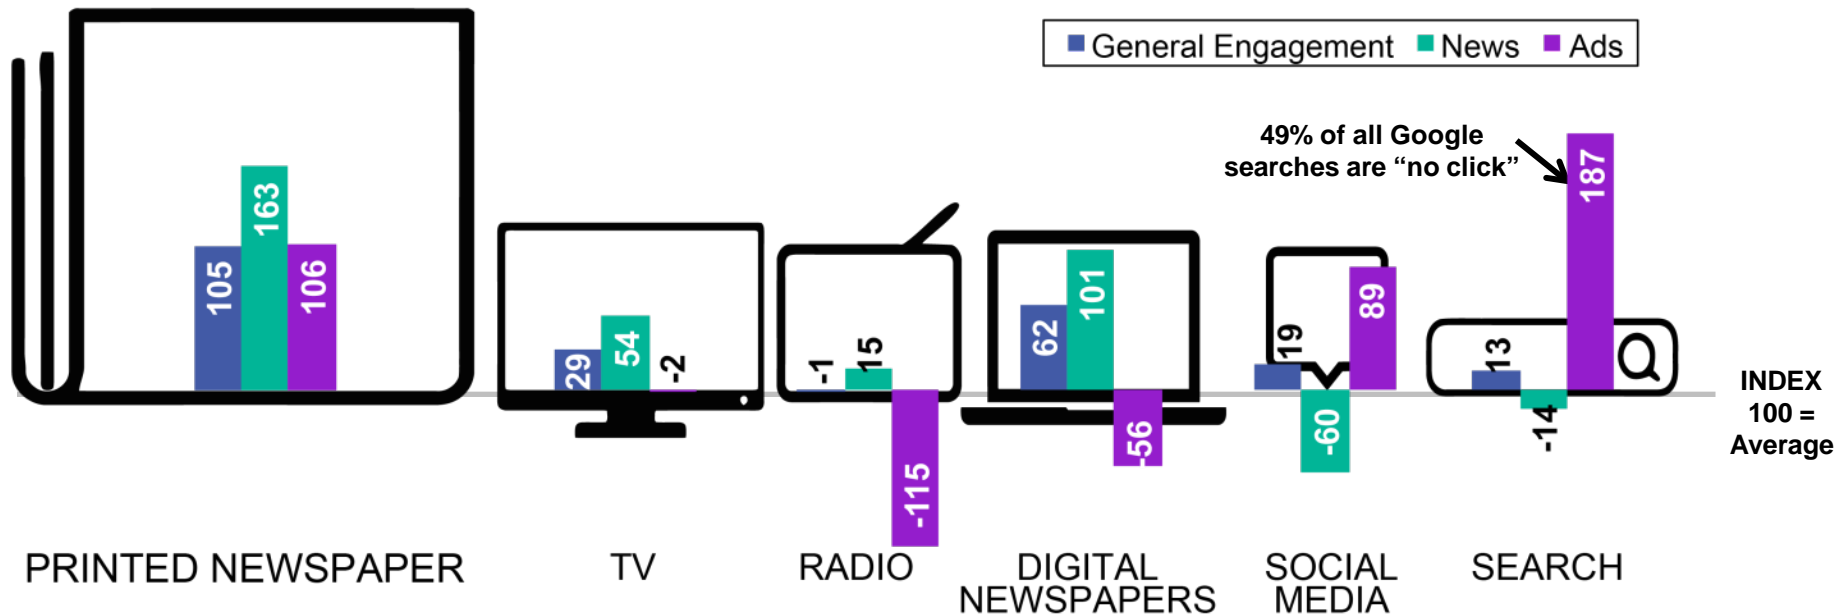 General Engagement News Ads
49% of all Google
searches are “no click”
105
163
106
29
54
-2
-1
15
-115
62
101
-56
19
-60
89
13
-14
187
INDEX
100 =
Average
PRINTED NEWSPAPER
TV
RADIO
DIGITAL
NEWSPAPERS
SOCIAL
MEDIA
SEARCH